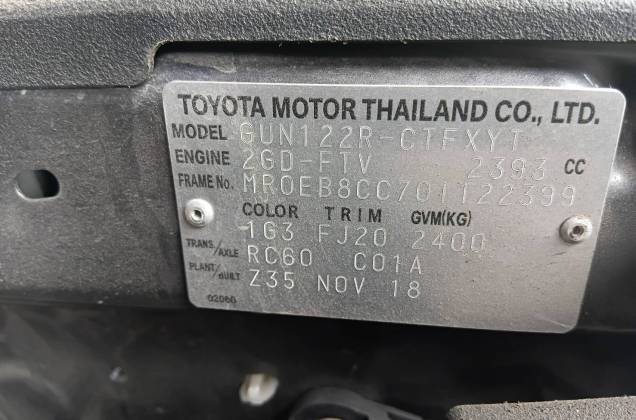 TOYOTA MOTOR THAILAND CO., LTD.
MODEL GUN122R-CTFXYT
ENGINE 2GD-FTV 2393 CC
FRAME No. MR0EB8CC701122399
COLOR TRIM GVM(KG)
1G3 FJ20 2400
TRANS./AXLE RC60 C01A
PLANT/BUILT Z35 NOV 18
02060